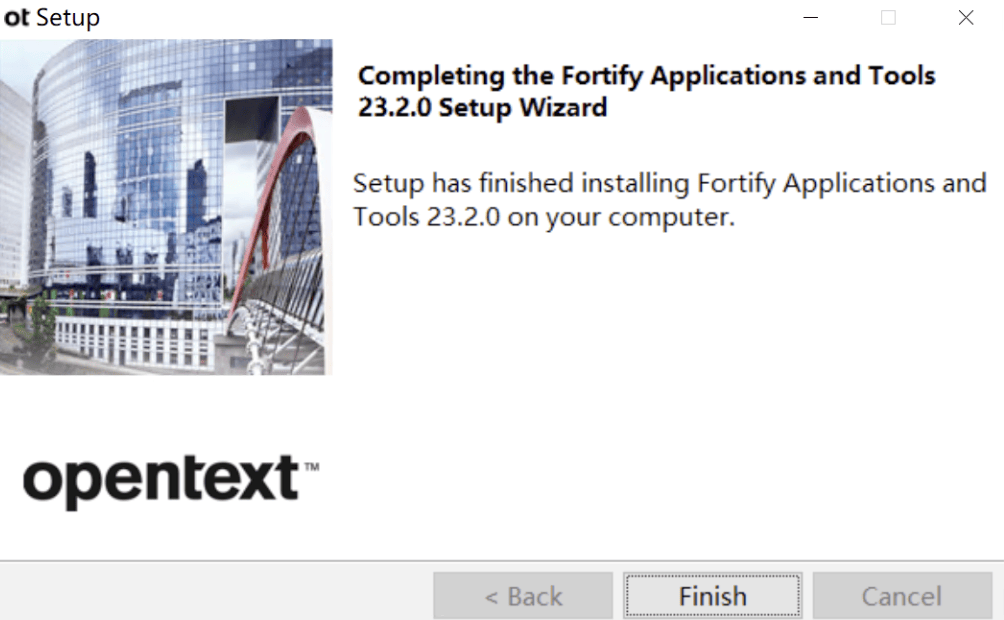 ot Setup
Completing the Fortify Applications and Tools
23.2.0 Setup Wizard
Setup has finished installing Fortify Applications and
Tools 23.2.0 on your computer.
opentext™
< Back
Finish
Cancel